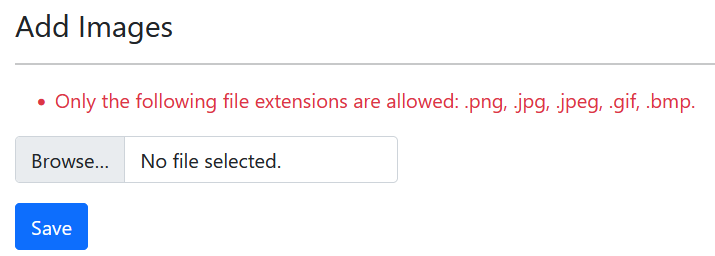 Add Images
Only the following file extensions are allowed: .png, .jpg, .jpeg, .gif, .bmp.
Browse... No file selected.
Save